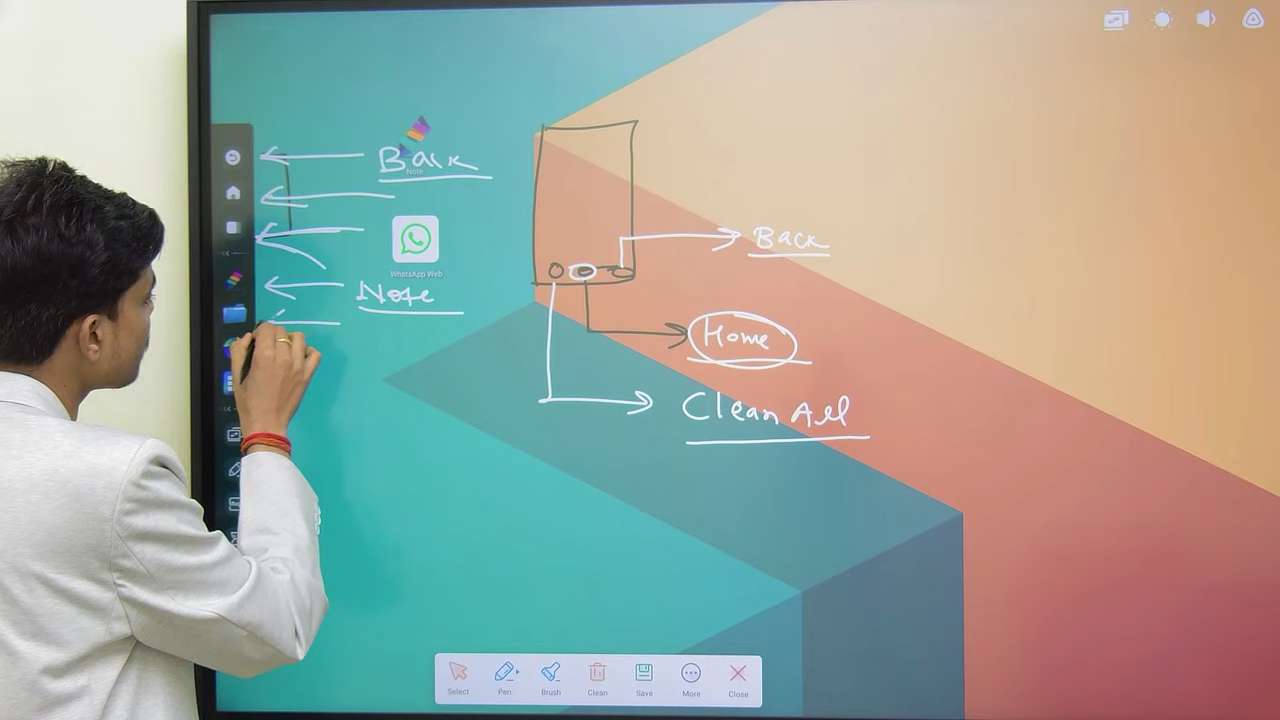 Back
Note
WhatsApp Web
Note
Back
Home
Clean All
Select
Pen
Brush
Clean
Save
More
Close